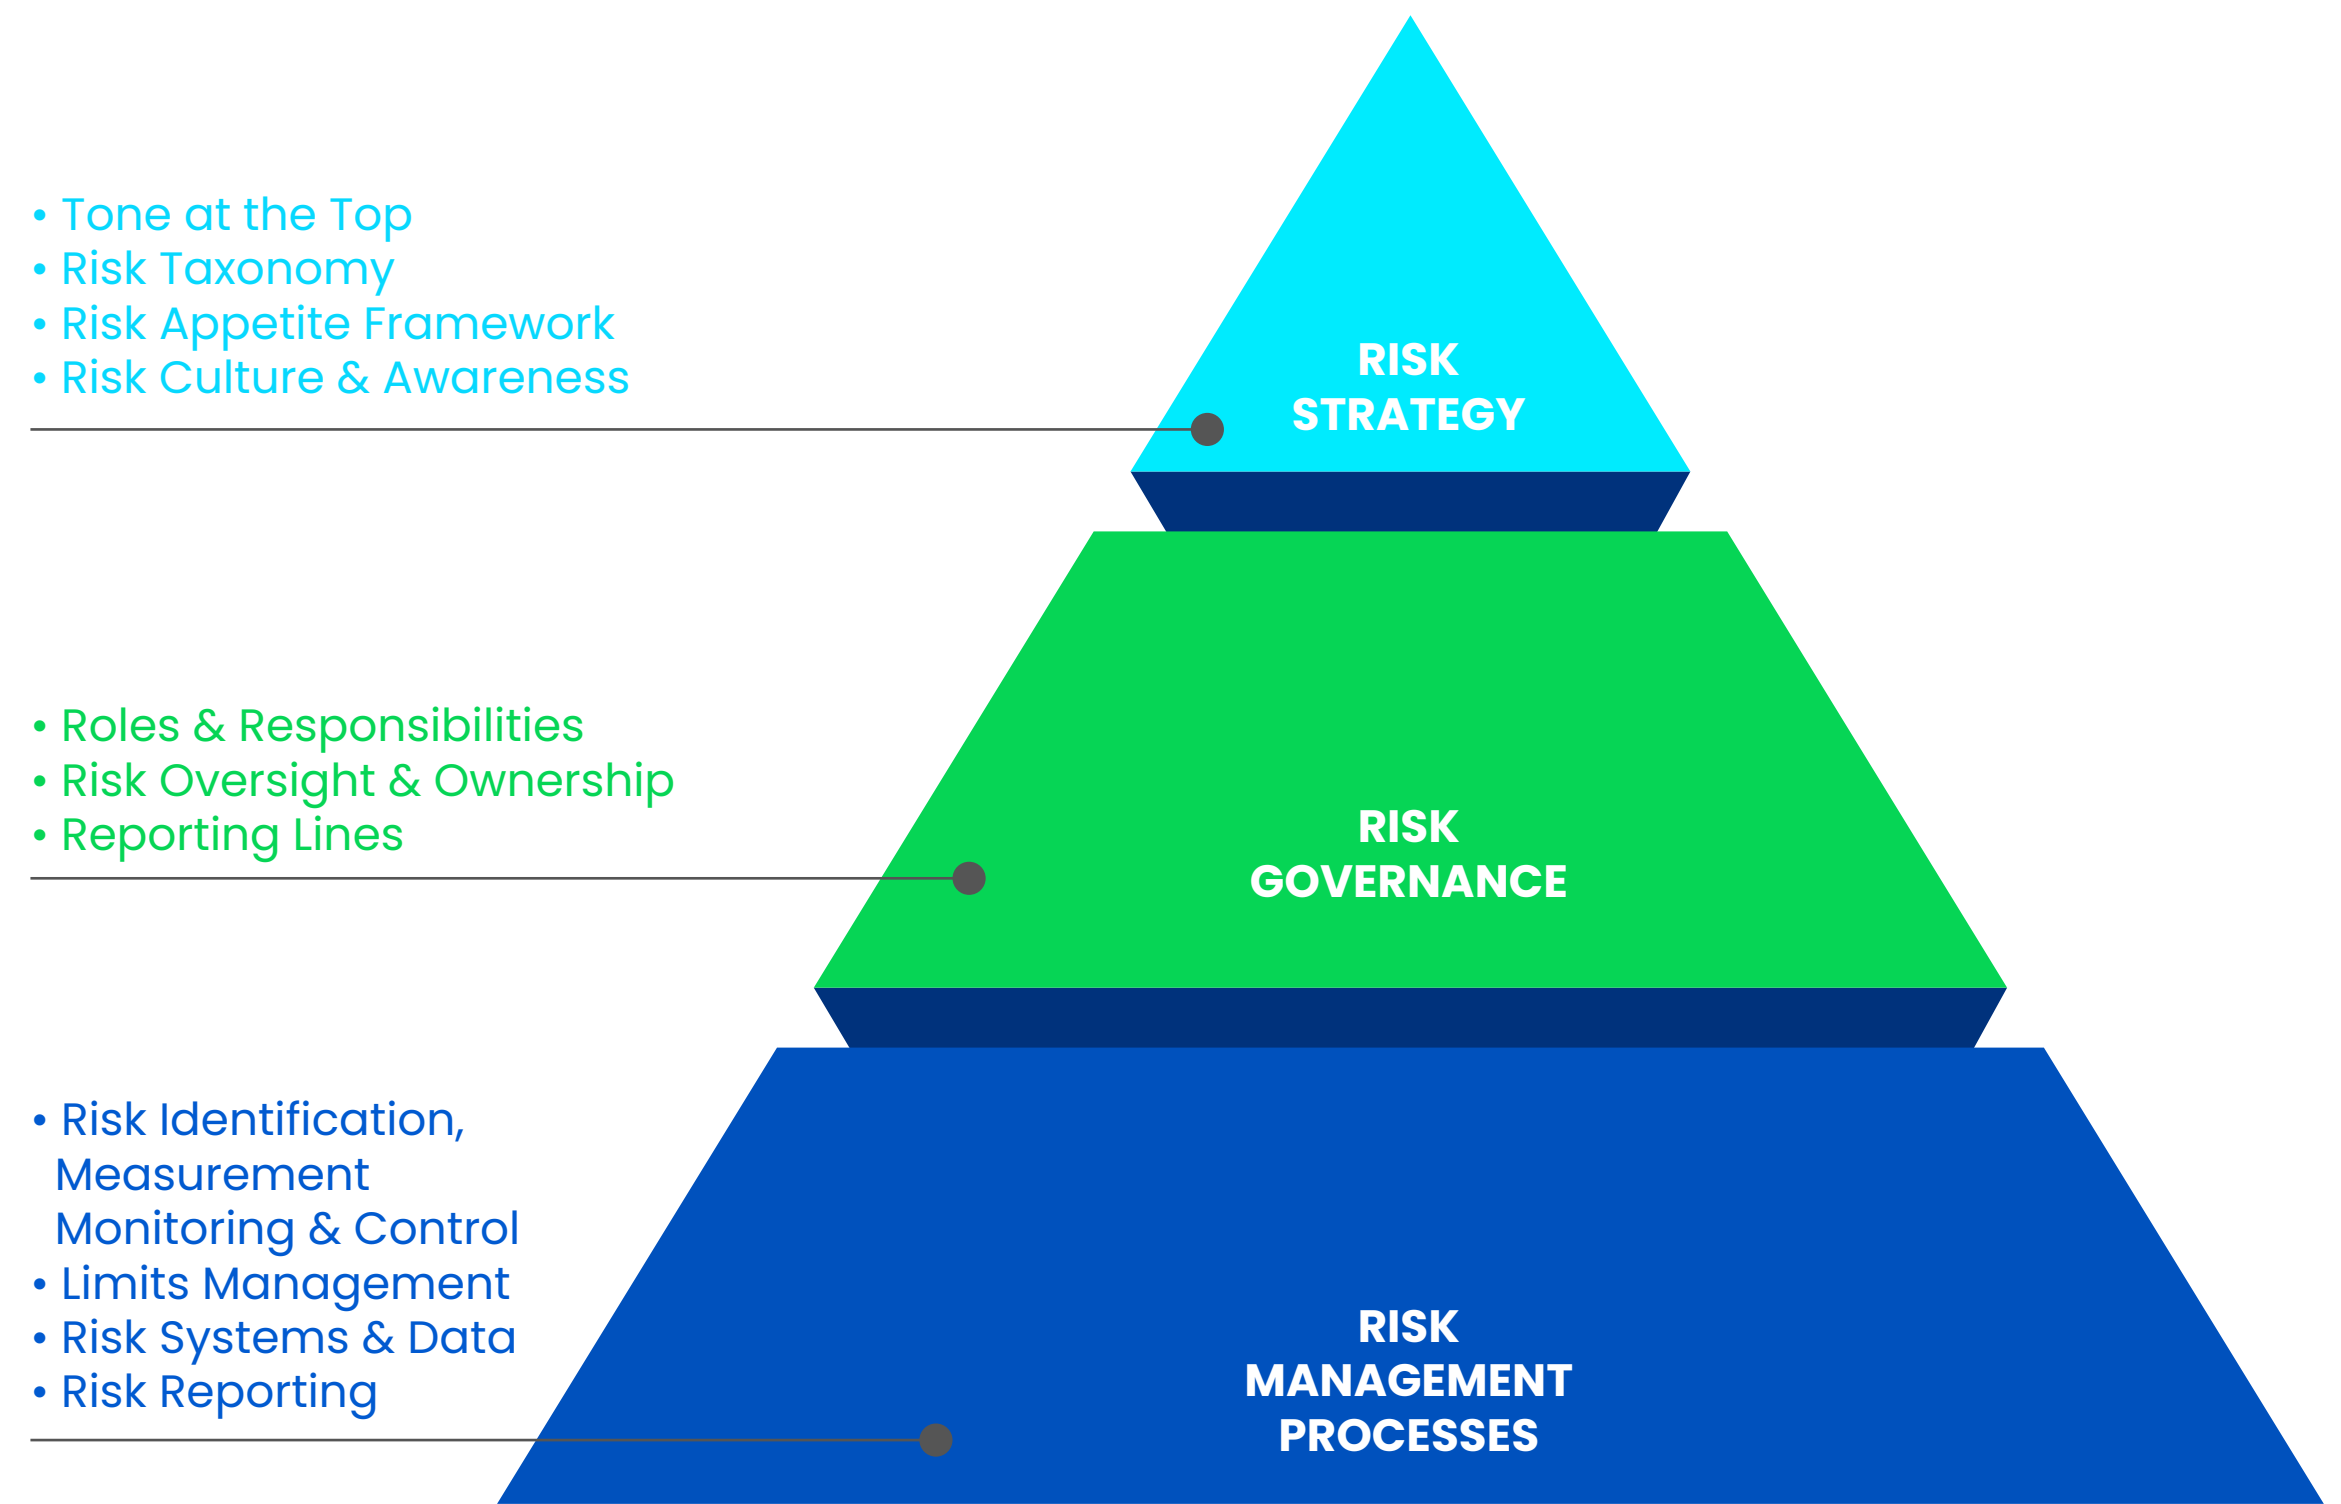 • Tone at the Top
• Risk Taxonomy
• Risk Appetite Framework
• Risk Culture & Awareness
RISK
STRATEGY
• Roles & Responsibilities
• Risk Oversight & Ownership
• Reporting Lines
RISK
GOVERNANCE
• Risk Identification,
Measurement
Monitoring & Control
• Limits Management
• Risk Systems & Data
• Risk Reporting
RISK
MANAGEMENT
PROCESSES